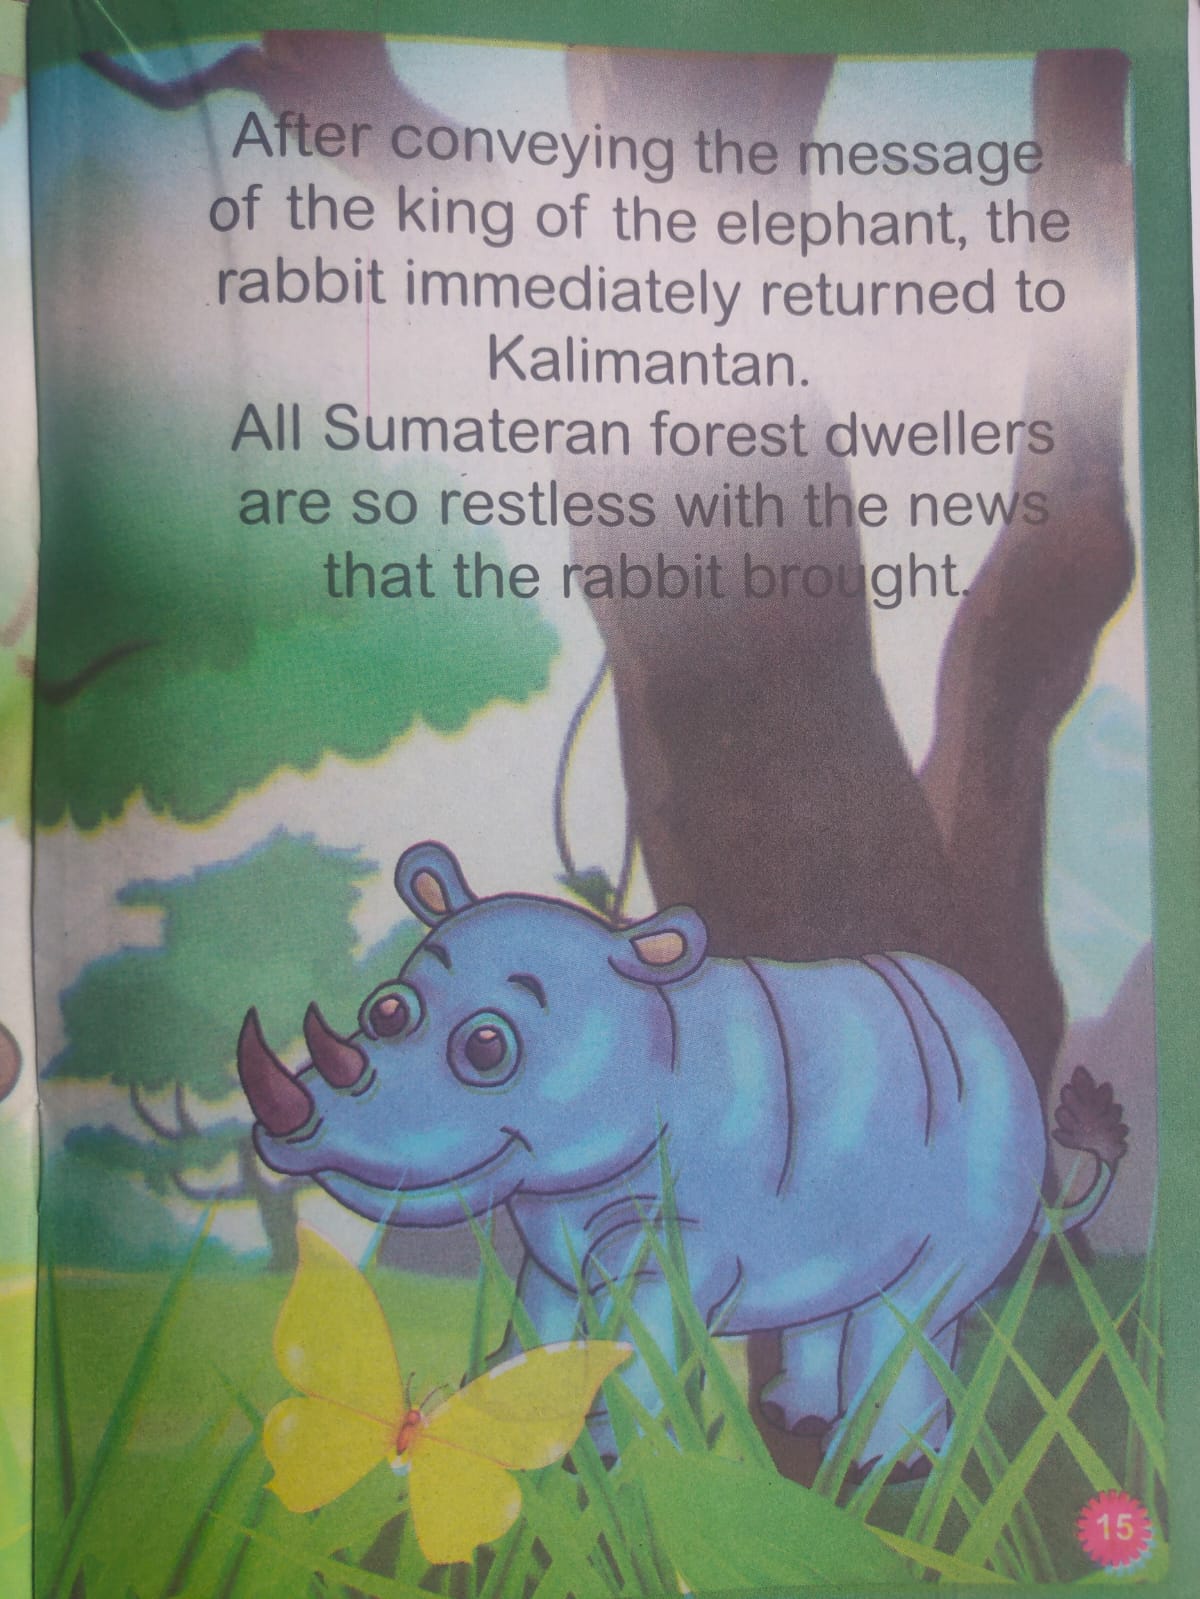 After conveying the message
of the king of the elephant, the
rabbit immediately returned to
Kalimantan.
All Sumateran forest dwellers
are so restless with the news
that the rabbit brought.
15